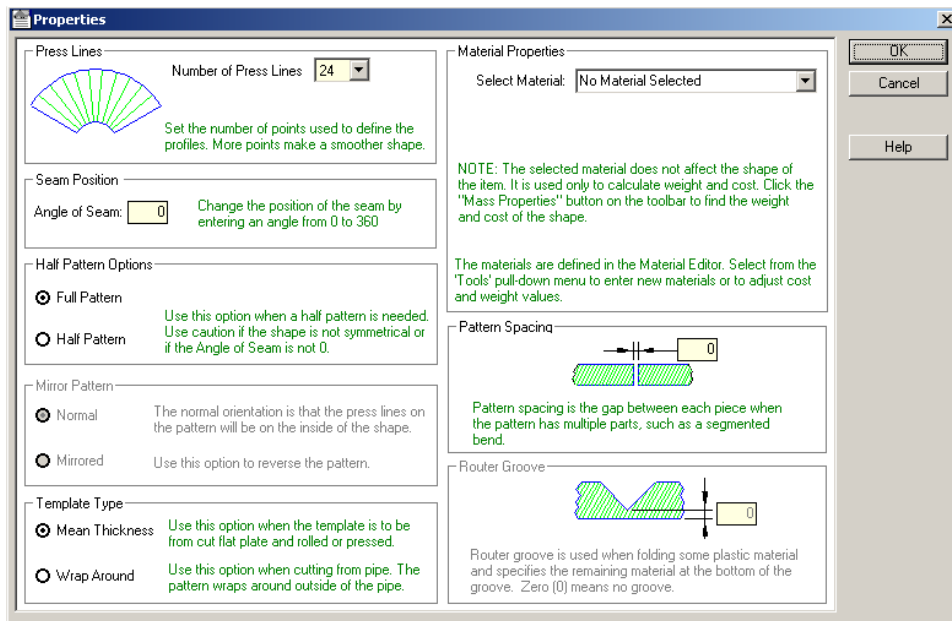 Properties
Press Lines
Number of Press Lines 24
Set the number of points used to define the
profiles. More points make a smoother shape.
Seam Position
Angle of Seam: 0
Change the position of the seam by
entering an angle from 0 to 360
Half Pattern Options
Full Pattern
Half Pattern
Use this option when a half pattern is needed.
Use caution if the shape is not symmetrical or
if the Angle of Seam is not 0.
Mirror Pattern
Normal
The normal orientation is that the press lines on
the pattern will be on the inside of the shape.
Mirrored
Use this option to reverse the pattern.
Template Type
Mean Thickness
Use this option when the template is to be
from cut flat plate and rolled or pressed.
Wrap Around
Use this option when cutting from pipe. The
pattern wraps around outside of the pipe.
Material Properties
Select Material: No Material Selected
NOTE: The selected material does not affect the shape of
the item. It is used only to calculate weight and cost. Click the
"Mass Properties" button on the toolbar to find the weight
and cost of the shape.
The materials are defined in the Material Editor. Select from the
'Tools' pull-down menu to enter new materials or to adjust cost
and weight values.
Pattern Spacing
0
Pattern spacing is the gap between each piece when
the pattern has multiple parts, such as a segmented
bend.
Router Groove
0
Router groove is used when folding some plastic material
and specifies the remaining material at the bottom of the
groove. Zero (0) means no groove.
OK
Cancel
Help